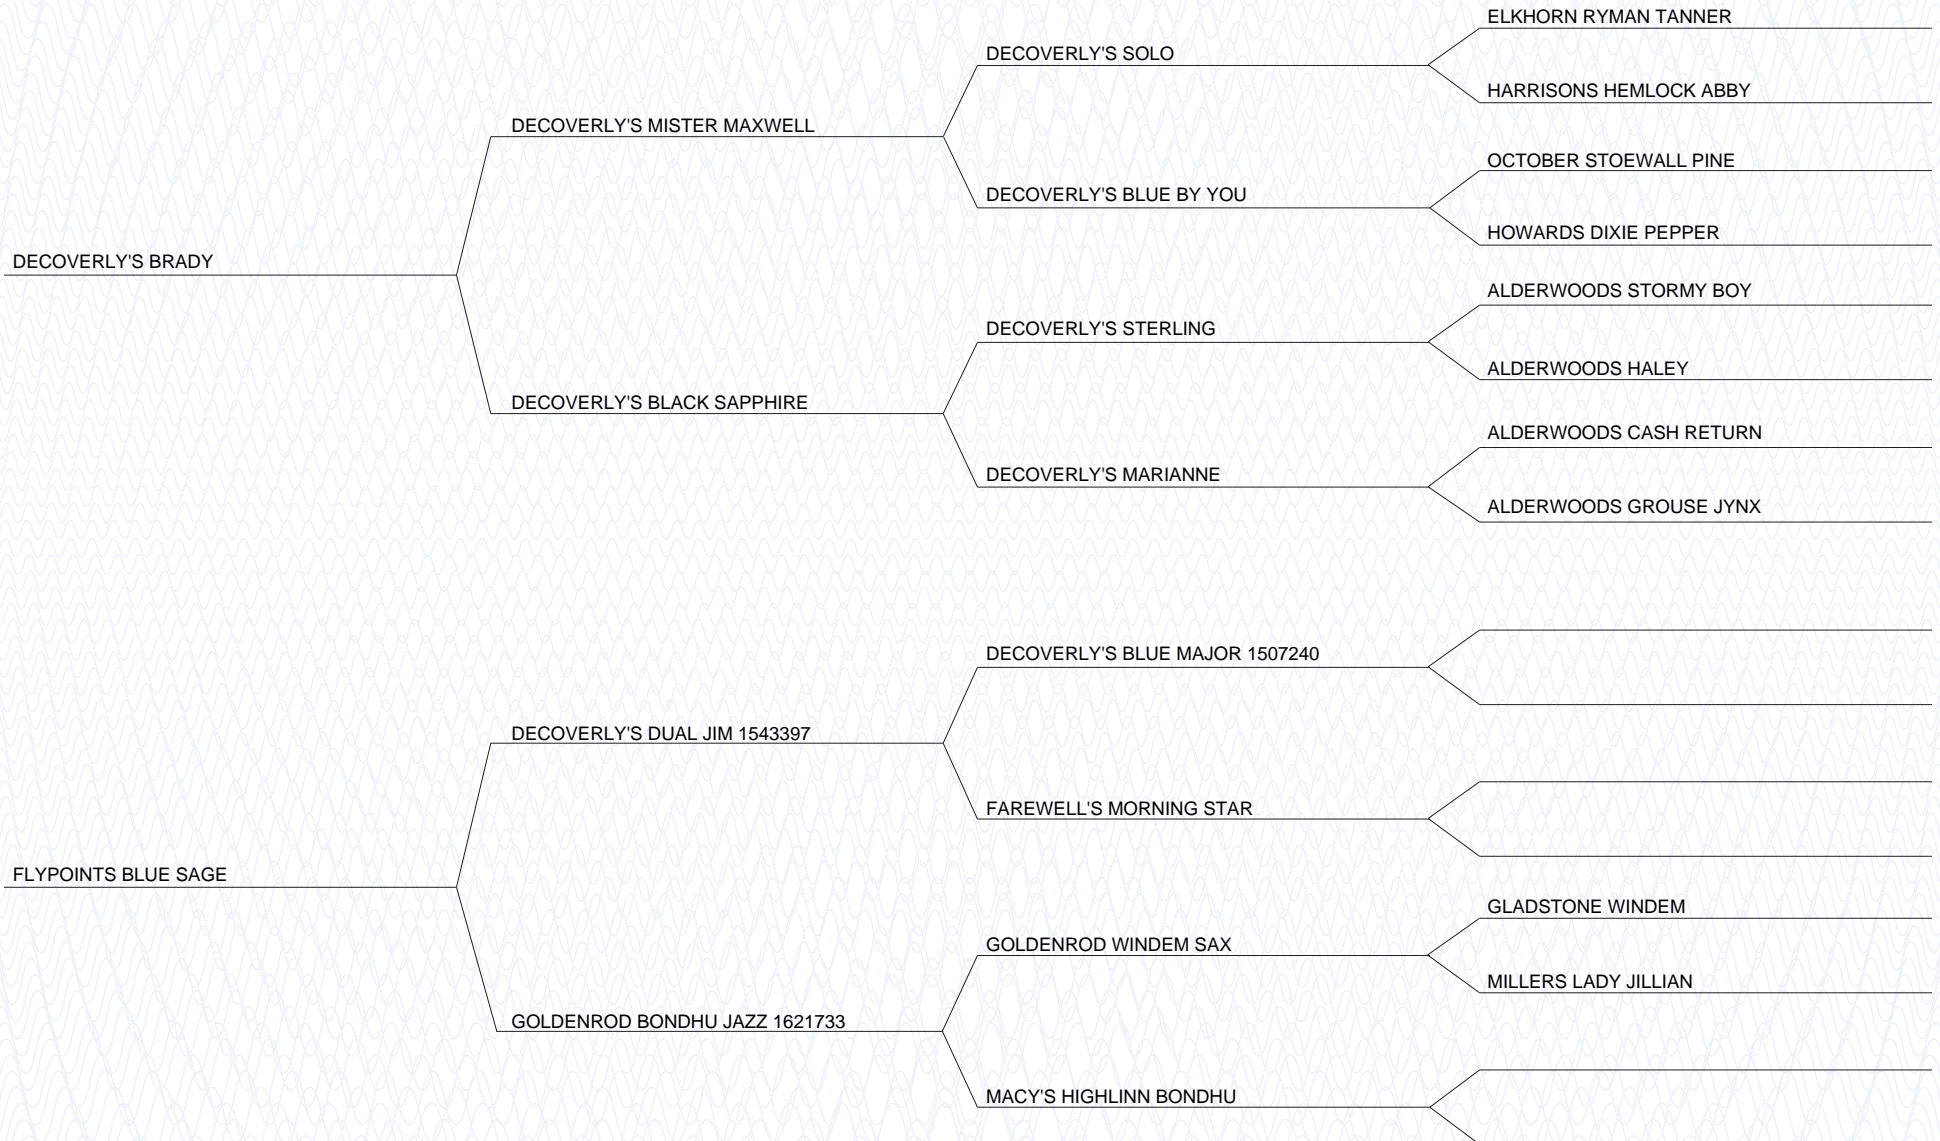 ELKHORN RYMAN TANNER
DECOVERLY'S SOLO
HARRISONS HEMLOCK ABBY
DECOVERLY'S MISTER MAXWELL
OCTOBER STOEWALL PINE
DECOVERLY'S BLUE BY YOU
HOWARDS DIXIE PEPPER
DECOVERLY'S BRADY
ALDERWOODS STORMY BOY
DECOVERLY'S STERLING
ALDERWOODS HALEY
DECOVERLY'S BLACK SAPPHIRE
ALDERWOODS CASH RETURN
DECOVERLY'S MARIANNE
ALDERWOODS GROUSE JYNX
DECOVERLY'S BLUE MAJOR 1507240
DECOVERLY'S DUAL JIM 1543397
FAREWELL'S MORNING STAR
FLYPOINTS BLUE SAGE
GLADSTONE WINDEM
GOLDENROD WINDEM SAX
MILLERS LADY JILLIAN
GOLDENROD BONDHU JAZZ 1621733
MACY'S HIGHLINN BONDHU